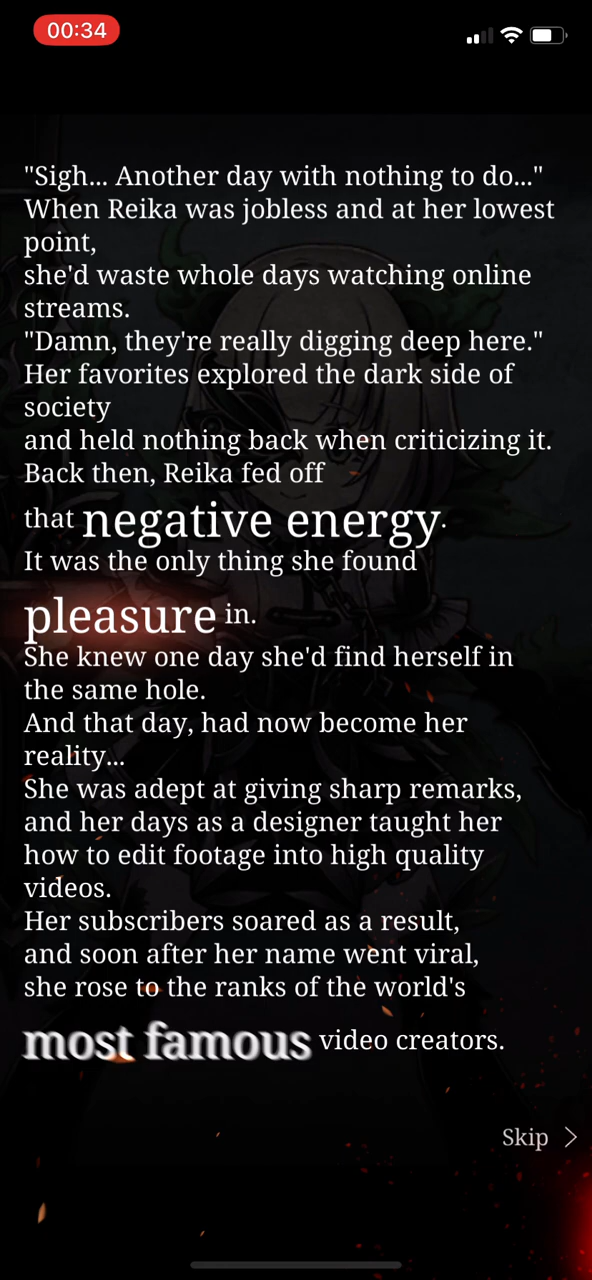 00:34
"Sigh... Another day with nothing to do..."
When Reika was jobless and at her lowest
point,
she'd waste whole days watching online
streams.
"Damn, they're really digging deep here."
Her favorites explored the dark side of
society
and held nothing back when criticizing it.
Back then, Reika fed off
that negative energy.
It was the only thing she found
pleasure in.
She knew one day she'd find herself in
the same hole.
And that day, had now become her
reality...
She was adept at giving sharp remarks,
and her days as a designer taught her
how to edit footage into high quality
videos.
Her subscribers soared as a result,
and soon after her name went viral,
she rose to the ranks of the world's
most famous video creators.
Skip